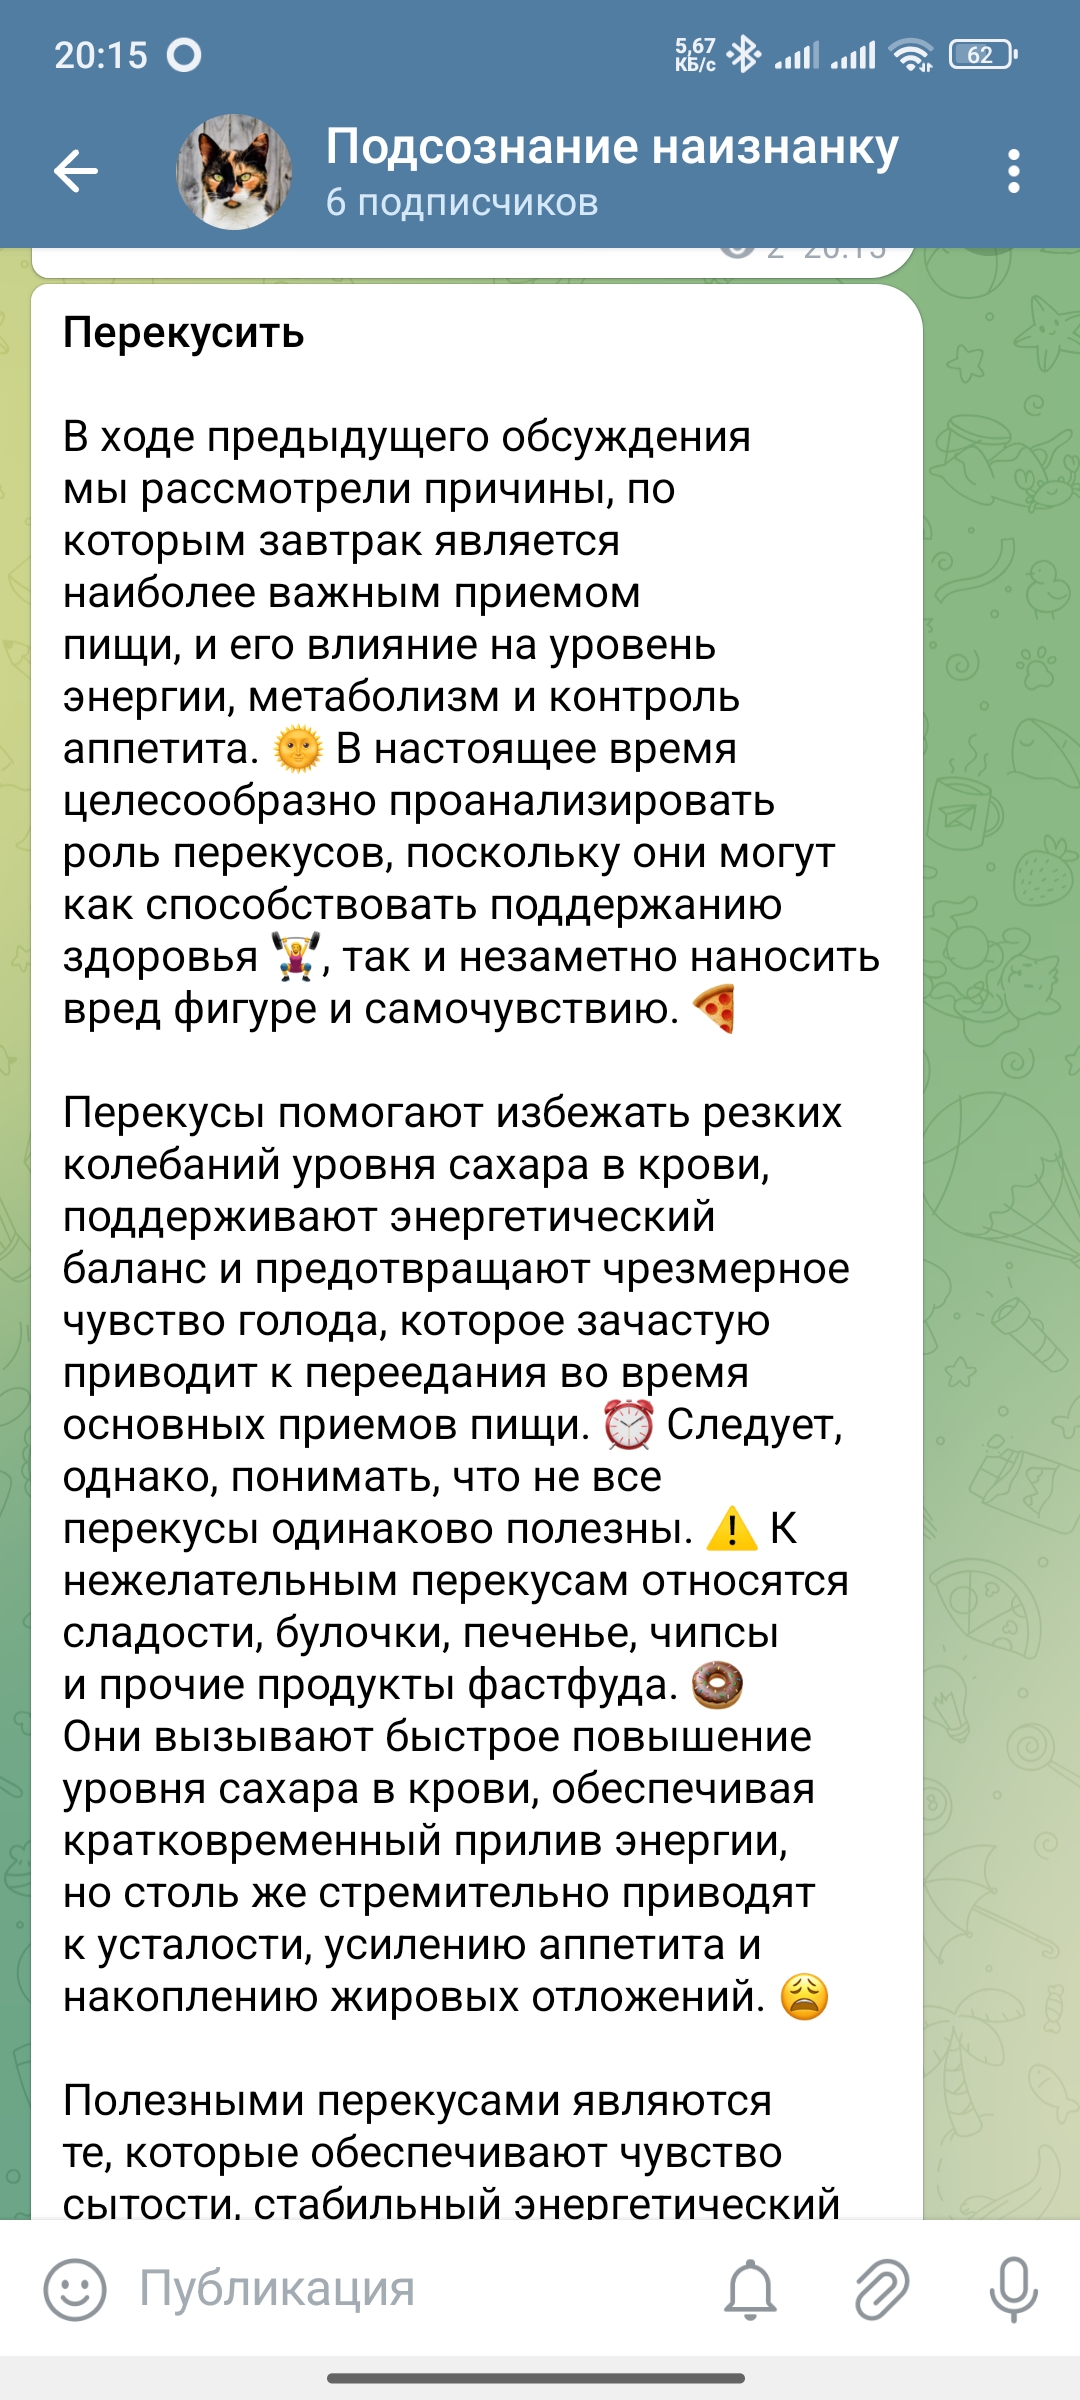 20:15
5,67
КБ/с
62
Подсознание наизнанку
6 подписчиков
2 20:15
Перекусить
В ходе предыдущего обсуждения
мы рассмотрели причины, по
которым завтрак является
наиболее важным приемом
пищи, и его влияние на уровень
энергии, метаболизм и контроль
аппетита. 🌞 В настоящее время
целесообразно проанализировать
роль перекусов, поскольку они могут
как способствовать поддержанию
здоровья 🏋️‍♀️, так и незаметно наносить
вред фигуре и самочувствию. 🍕
Перекусы помогают избежать резких
колебаний уровня сахара в крови,
поддерживают энергетический
баланс и предотвращают чрезмерное
чувство голода, которое зачастую
приводит к переедания во время
основных приемов пищи. ⏰ Следует,
однако, понимать, что не все
перекусы одинаково полезны. ⚠️ К
нежелательным перекусам относятся
сладости, булочки, печенье, чипсы
и прочие продукты фастфуда. 🍩
Они вызывают быстрое повышение
уровня сахара в крови, обеспечивая
кратковременный прилив энергии,
но столь же стремительно приводят
к усталости, усилению аппетита и
накоплению жировых отложений. 😩
Полезными перекусами являются
те, которые обеспечивают чувство
сытости, стабильный энергетический
Публикация